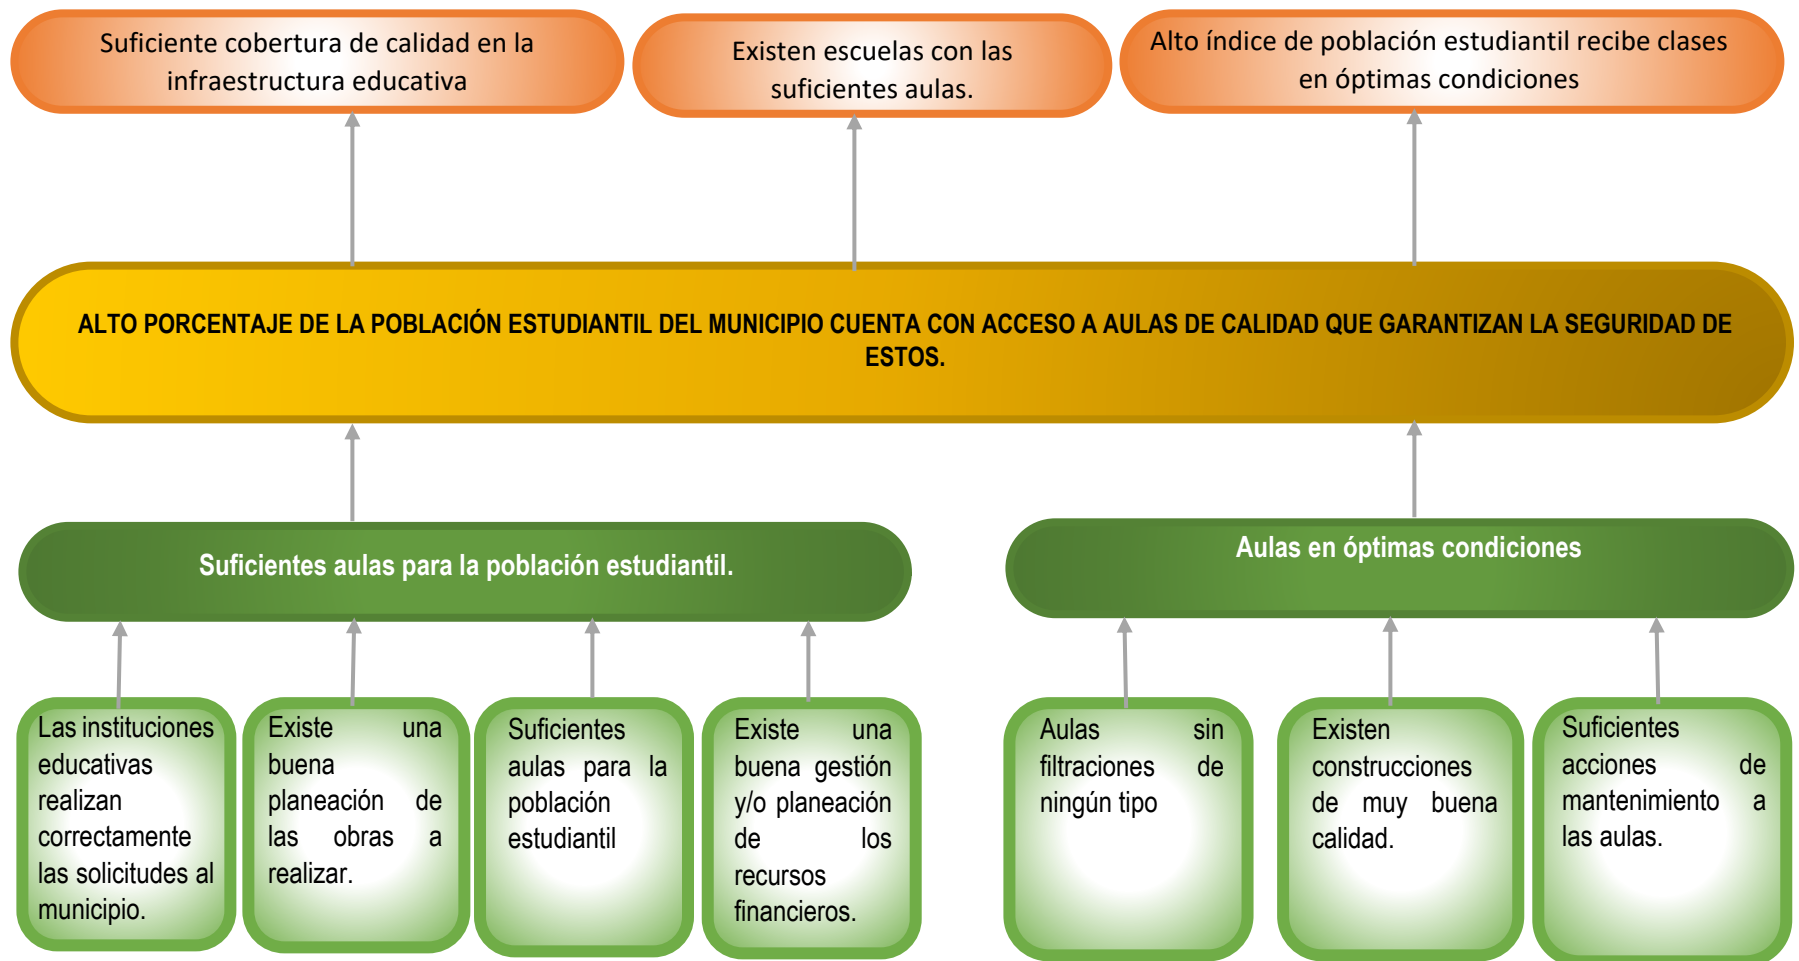 Suficiente cobertura de calidad en la
infraestructura educativa
Existen escuelas con las
suficientes aulas.
Alto índice de población estudiantil recibe clases
en óptimas condiciones
ALTO PORCENTAJE DE LA POBLACIÓN ESTUDIANTIL DEL MUNICIPIO CUENTA CON ACCESO A AULAS DE CALIDAD QUE GARANTIZAN LA SEGURIDAD DE
ESTOS.
Suficientes aulas para la población estudiantil.
Aulas en óptimas condiciones
Las instituciones
educativas
realizan
correctamente
las solicitudes al
municipio.
Existe una
buena
planeación de
las obras a
realizar.
Suficientes
aulas para la
población
estudiantil
Existe una
buena gestión
y/o planeación
de los
recursos
financieros.
Aulas sin
filtraciones de
ningún tipo
Existen
construcciones
de muy buena
calidad.
Suficientes
acciones de
mantenimiento a
las aulas.